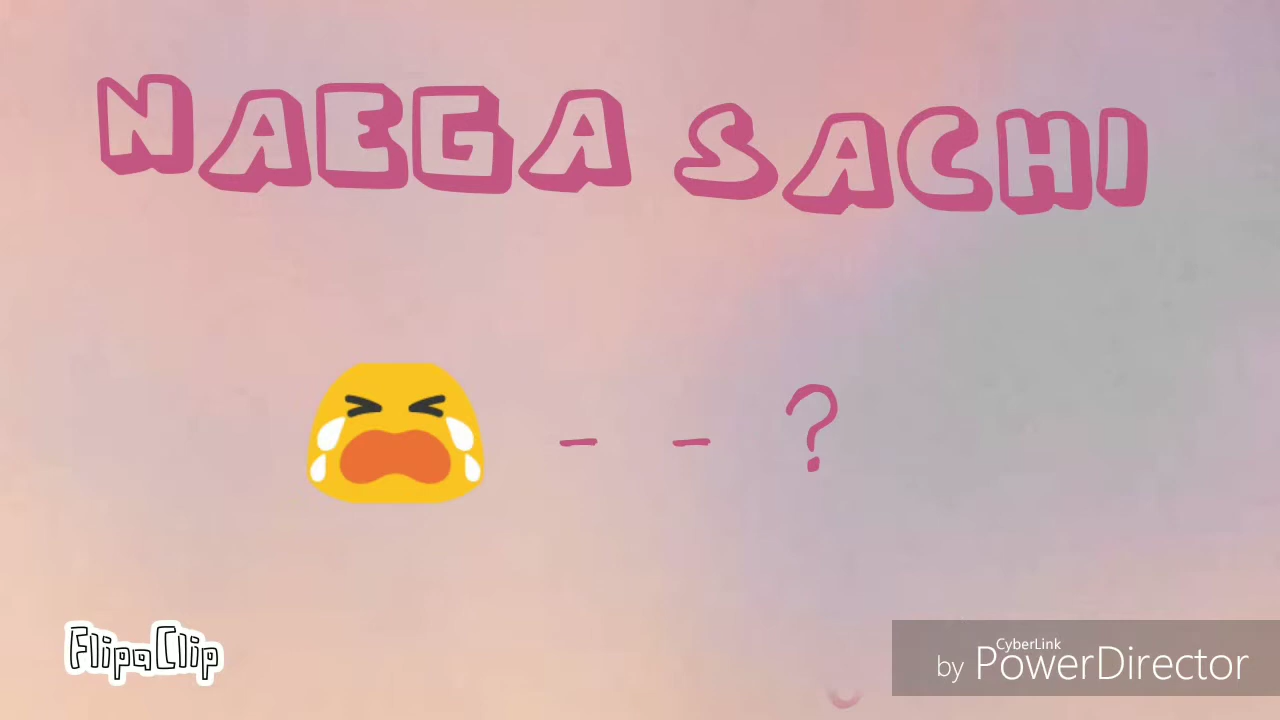 NAEGA SACHI
😭 - - ?
FlipaClip
CyberLink
by PowerDirector